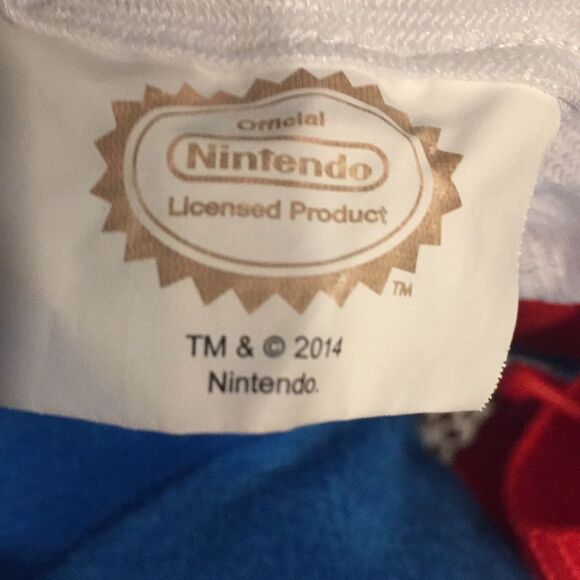 Official
Nintendo
Licensed Product
TM
TM & © 2014
Nintendo.